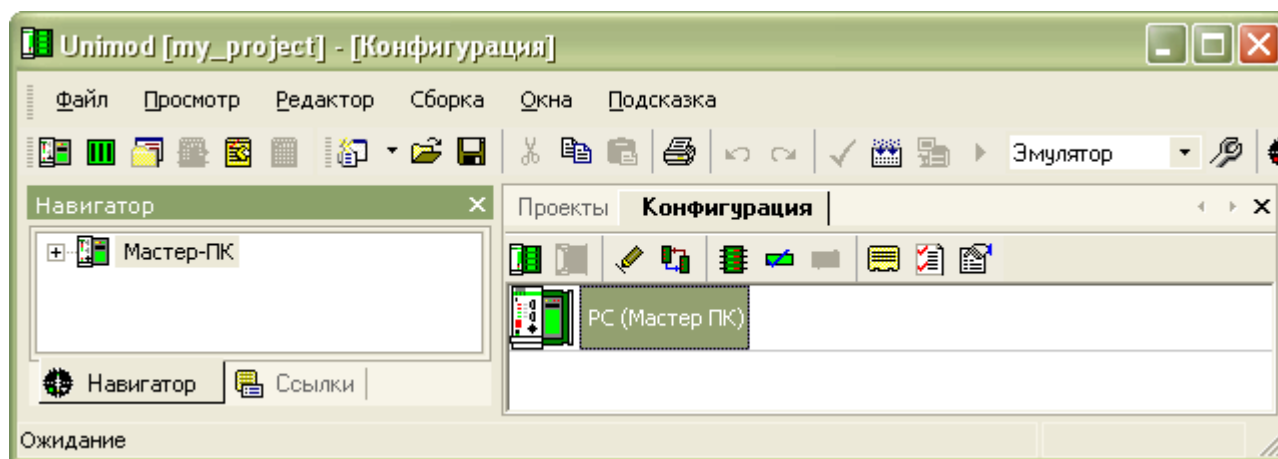 Unimod [my_project] - [Конфигурация]
Файл Просмотр Редактор Сборка Окна Подсказка
Эмулятор
Навигатор
Проекты Конфигурация
Мастер-ПК
PC (Мастер ПК)
Навигатор Ссылки
Ожидание